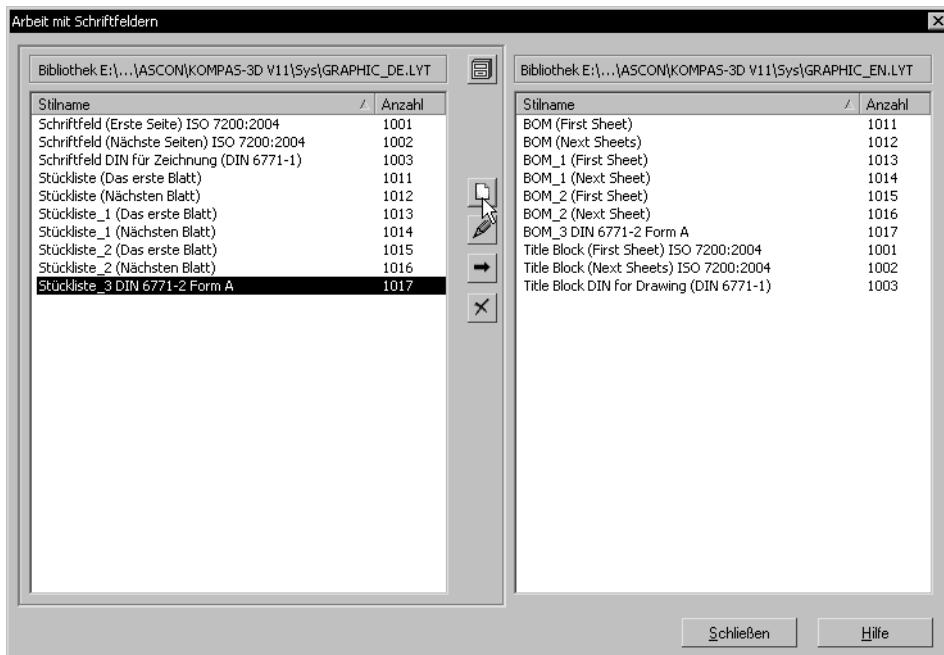 Arbeit mit Schriftfeldern
Bibliothek E:\...\ASCON\KOMPAS-3D V11\Sys\GRAPHIC_DE.LYT
Stilname Anzahl
Schriftfeld (Erste Seite) ISO 7200:2004 1001
Schriftfeld (Nächste Seiten) ISO 7200:2004 1002
Schriftfeld DIN für Zeichnung (DIN 6771-1) 1003
Stückliste (Das erste Blatt) 1011
Stückliste (Nächsten Blatt) 1012
Stückliste_1 (Das erste Blatt) 1013
Stückliste_1 (Nächsten Blatt) 1014
Stückliste_2 (Das erste Blatt) 1015
Stückliste_2 (Nächsten Blatt) 1016
Stückliste_3 DIN 6771-2 Form A 1017
Bibliothek E:\...\ASCON\KOMPAS-3D V11\Sys\GRAPHIC_EN.LYT
Stilname Anzahl
BOM (First Sheet) 1011
BOM (Next Sheets) 1012
BOM_1 (First Sheet) 1013
BOM_1 (Next Sheet) 1014
BOM_2 (First Sheet) 1015
BOM_2 (Next Sheet) 1016
BOM_3 DIN 6771-2 Form A 1017
Title Block (First Sheet) ISO 7200:2004 1001
Title Block (Next Sheets) ISO 7200:2004 1002
Title Block DIN for Drawing (DIN 6771-1) 1003
Schließen Hilfe